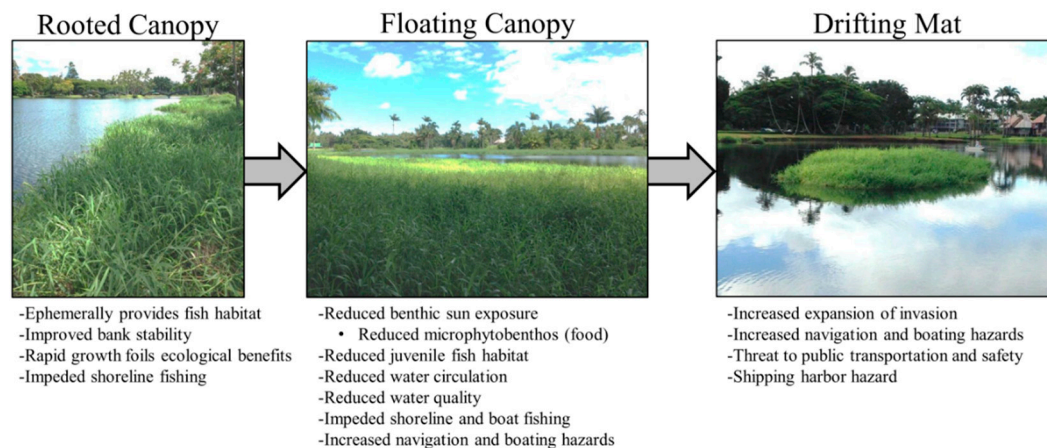 Rooted Canopy
-Ephemerally provides fish habitat
-Improved bank stability
-Rapid growth foils ecological benefits
-Impeded shoreline fishing
Floating Canopy
-Reduced benthic sun exposure
• Reduced microphytobenthos (food)
-Reduced juvenile fish habitat
-Reduced water circulation
-Reduced water quality
-Impeded shoreline and boat fishing
-Increased navigation and boating hazards
Drifting Mat
-Increased expansion of invasion
-Increased navigation and boating hazards
-Threat to public transportation and safety
-Shipping harbor hazard